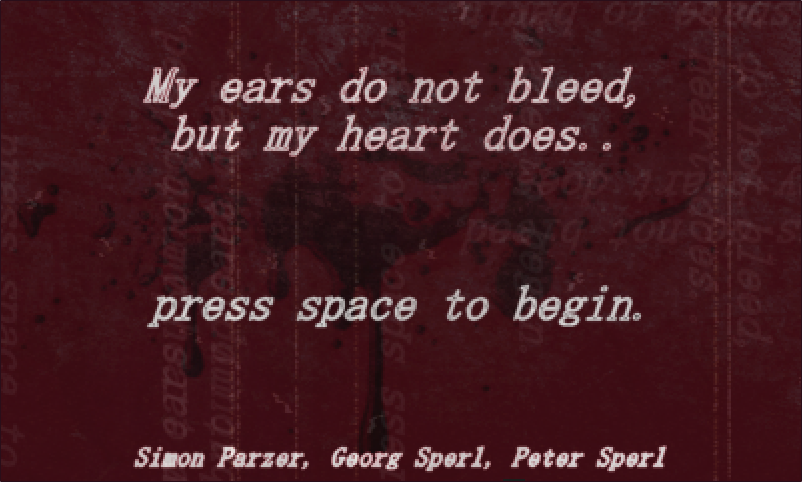 My ears do not bleed,
but my heart does..
press space to begin.
Simon Parzer, Georg Sperl, Peter Sperl